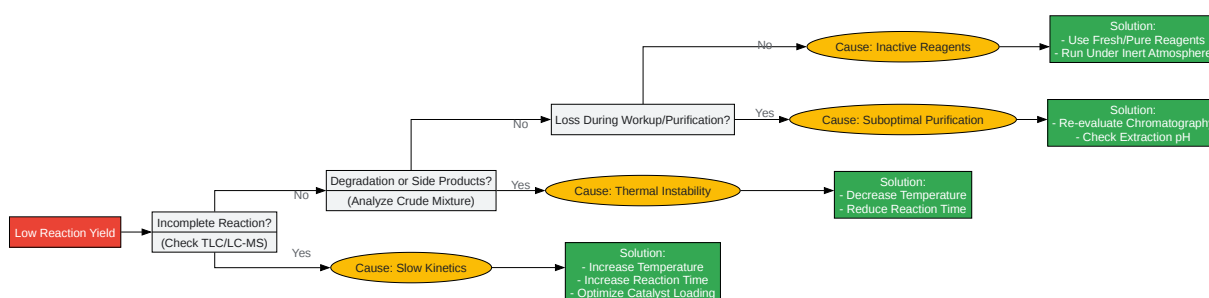 Solution:
- Use Fresh/Pure Reagents
- Run Under Inert Atmosphere
No
Cause: Inactive Reagents
Solution:
- Re-evaluate Chromatography
- Check Extraction pH
Loss During Workup/Purification?
Yes
Cause: Suboptimal Purification
No
Degradation or Side Products?
(Analyze Crude Mixture)
Yes
Cause: Thermal Instability
Solution:
- Decrease Temperature
- Reduce Reaction Time
No
Low Reaction Yield
Incomplete Reaction?
(Check TLC/LC-MS)
Yes
Cause: Slow Kinetics
Solution:
- Increase Temperature
- Increase Reaction Time
- Optimize Catalyst Loading